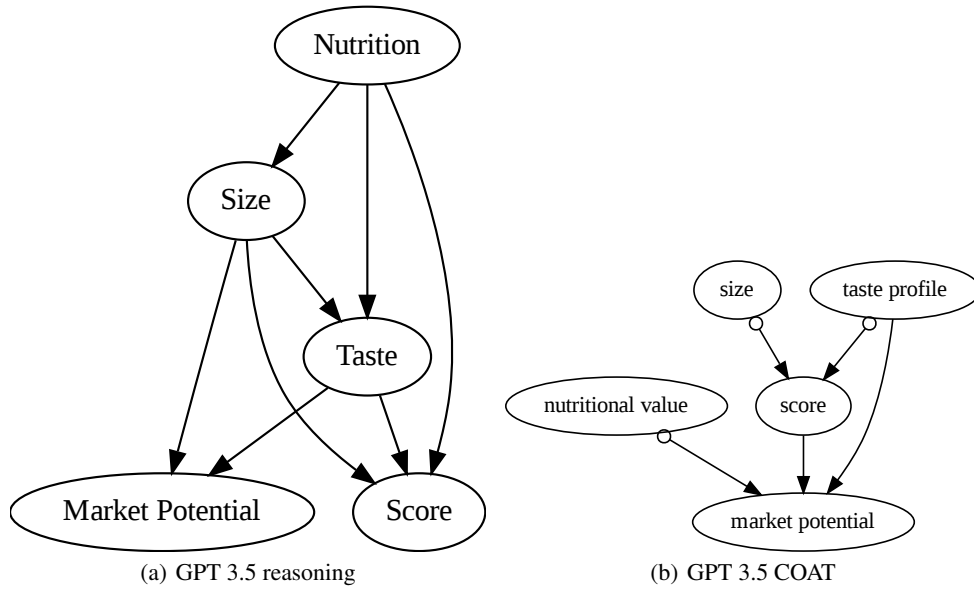 Nutrition
Size
Taste
Market Potential
Score
(a) GPT 3.5 reasoning
size
taste profile
nutritional value
score
market potential
(b) GPT 3.5 COAT